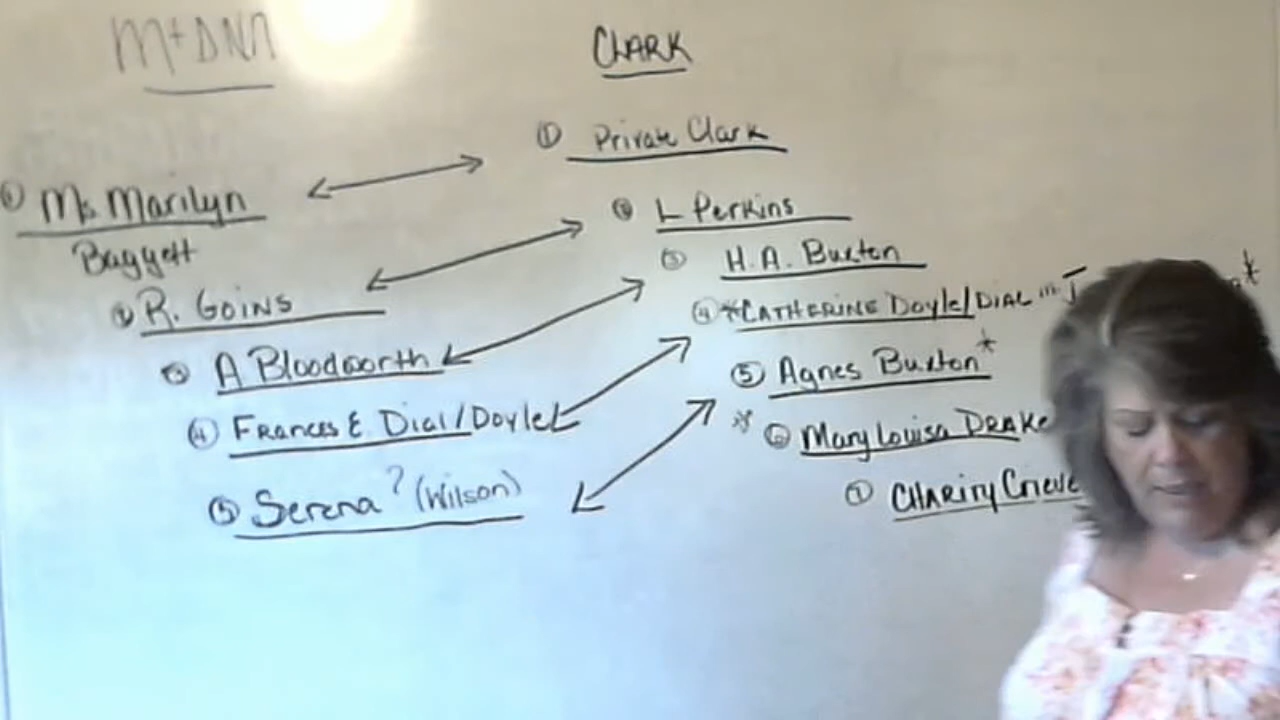 MtDNA
① Ms Marilyn
Baggett
② R. GOINS
③ A Bloodworth
④ FRANCES E Dial/Doyle
⑤ Serena? (Wilson)
CLARK
① Private Clark
② L Perkins
③ H.A. Buxton
④ *CATHERINE Doyle/DIAL
⑤ Agnes Buxton*
* ⑥ Mary Louisa DRAKE
⑦ CHARITY